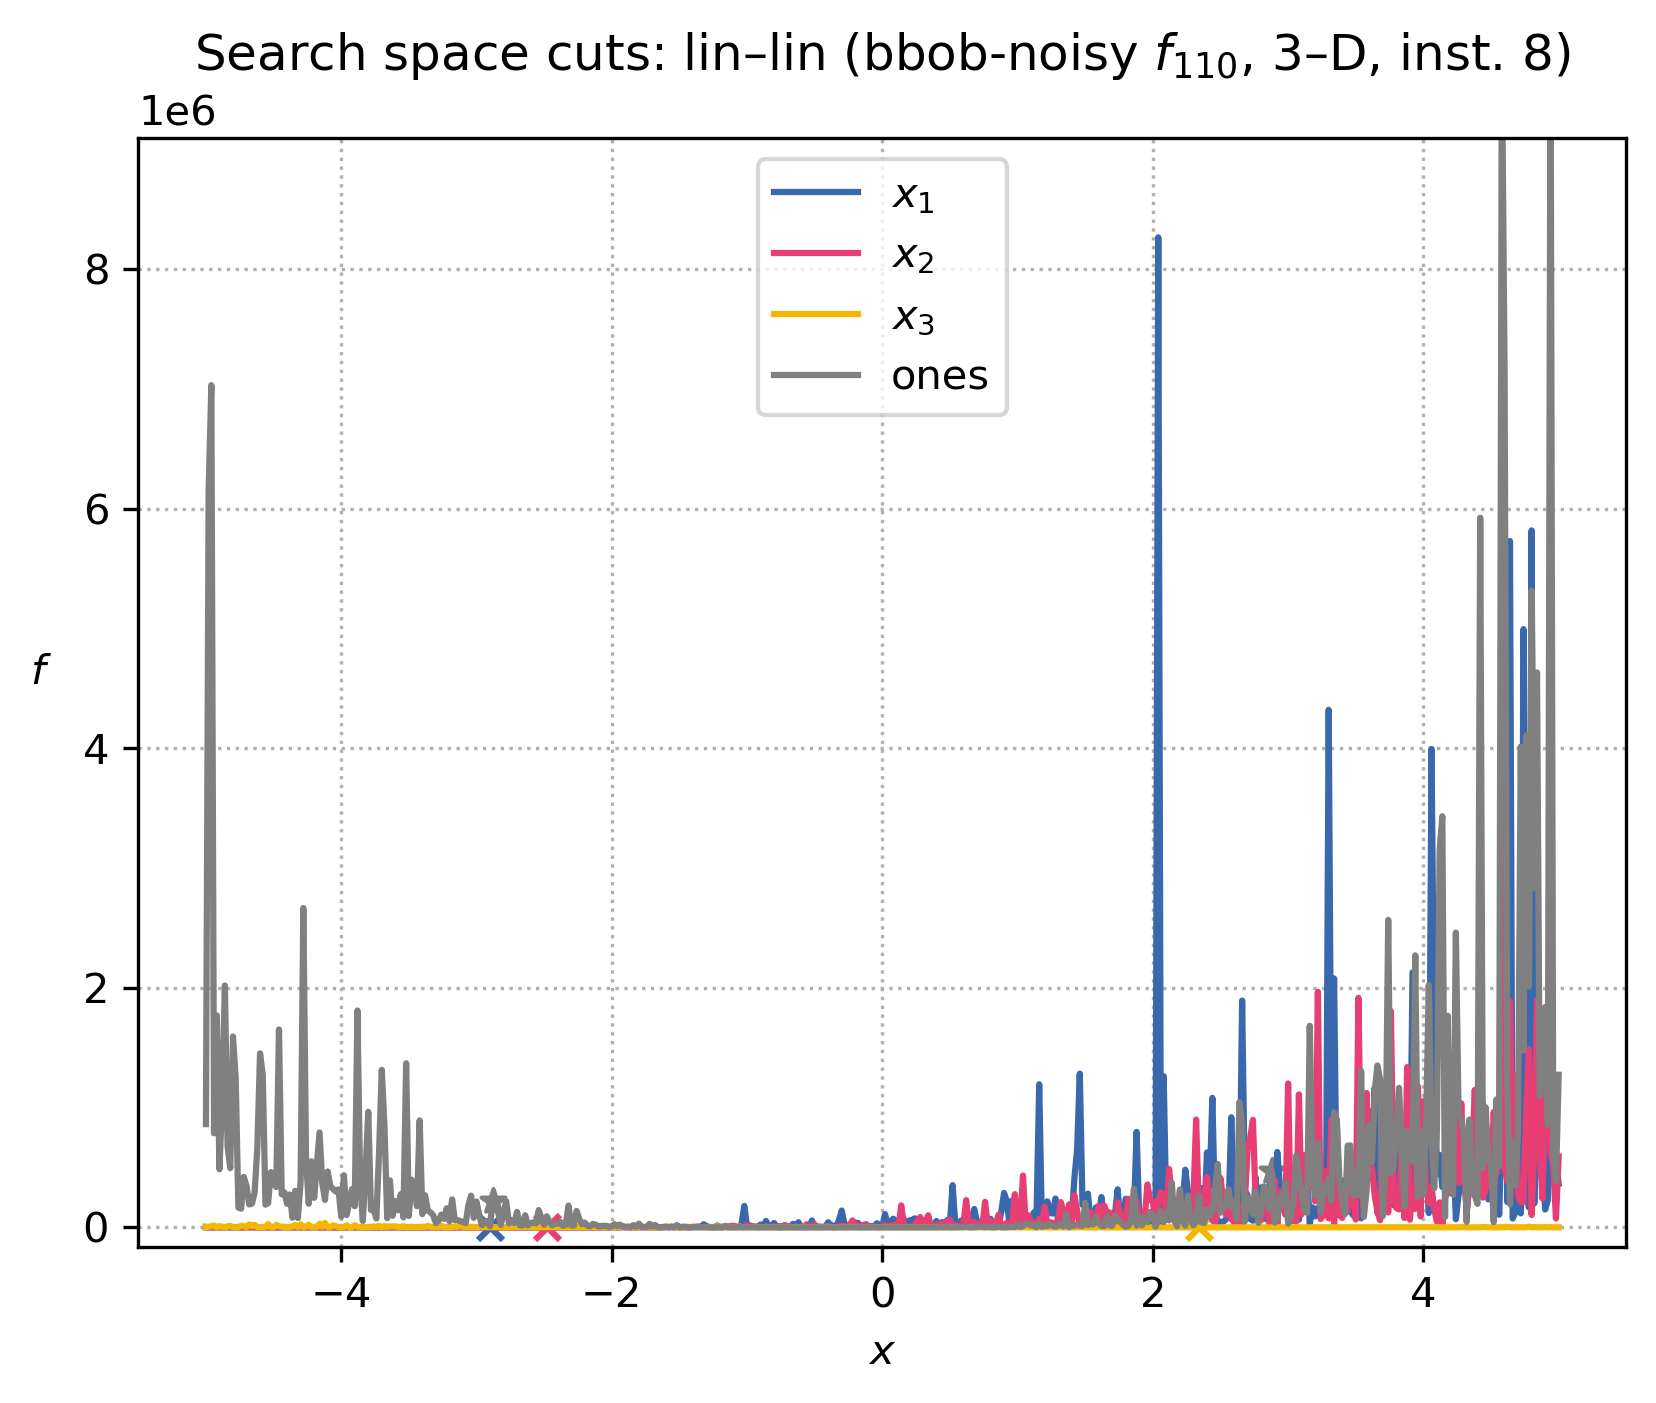 Search space cuts: lin–lin (bbob-noisy f₁₁₀, 3–D, inst. 8)
1e6
x₁
x₂
x₃
ones
8
6
4
2
0
f
−4
−2
0
2
4
x